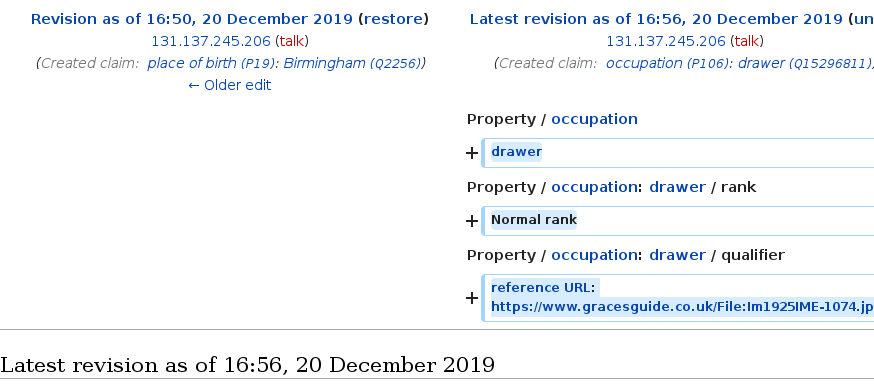 Revision as of 16:50, 20 December 2019 (restore)
131.137.245.206 (talk)
(Created claim: place of birth (P19): Birmingham (Q2256))
← Older edit
Latest revision as of 16:56, 20 December 2019 (un
131.137.245.206 (talk)
(Created claim: occupation (P106): drawer (Q15296811),
Property / occupation
+ drawer
Property / occupation: drawer / rank
+ Normal rank
Property / occupation: drawer / qualifier
+ reference URL:
https://www.gracesguide.co.uk/File:Im1925IME-1074.jp
Latest revision as of 16:56, 20 December 2019